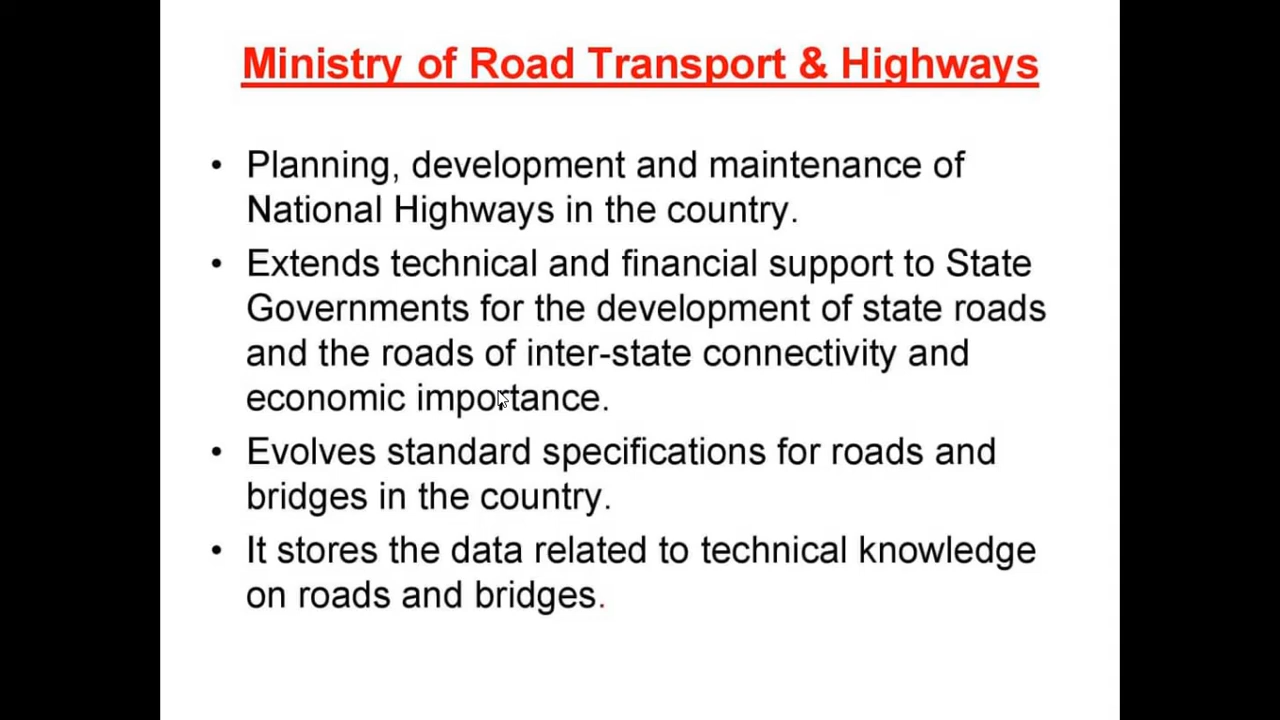 Ministry of Road Transport & Highways
• Planning, development and maintenance of
National Highways in the country.
• Extends technical and financial support to State
Governments for the development of state roads
and the roads of inter-state connectivity and
economic importance.
• Evolves standard specifications for roads and
bridges in the country.
• It stores the data related to technical knowledge
on roads and bridges.